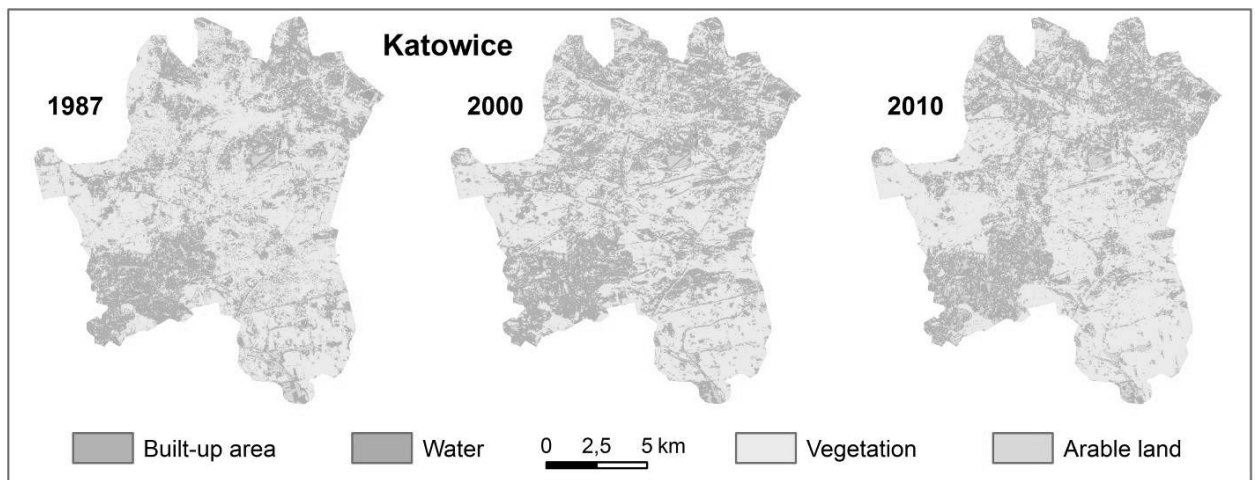 Katowice
1987
2000
2010
Built-up area
Water
0 2,5 5 km
Vegetation
Arable land